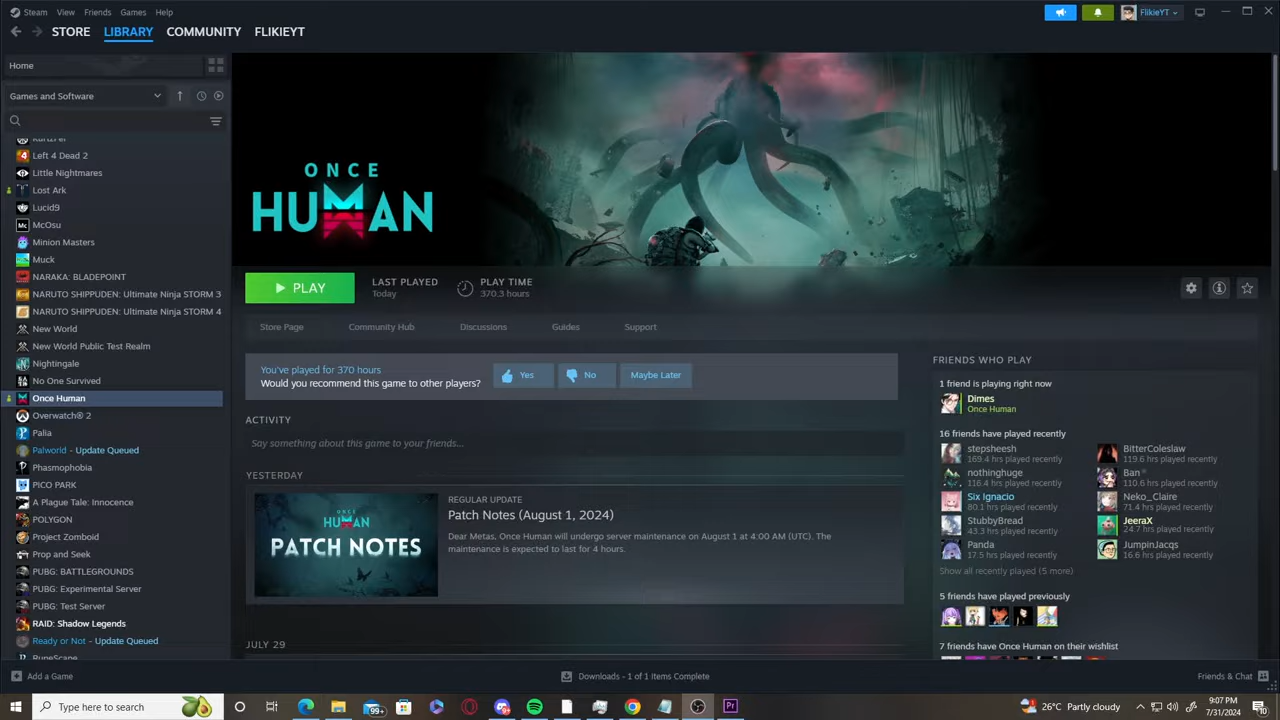 Steam View Friends Games Help
FlikieYT
STORE LIBRARY COMMUNITY FLIKIEYT
Home
Games and Software
Left 4 Dead 2
Little Nightmares
Lost Ark
Lucid9
McOsu
Minion Masters
Muck
NARAKA: BLADEPOINT
NARUTO SHIPPUDEN: Ultimate Ninja STORM 3
NARUTO SHIPPUDEN: Ultimate Ninja STORM 4
New World
New World Public Test Realm
Nightingale
No One Survived
Once Human
Overwatch® 2
Palia
Palworld - Update Queued
Phasmophobia
PICO PARK
A Plague Tale: Innocence
POLYGON
Project Zomboid
Prop and Seek
PUBG: BATTLEGROUNDS
PUBG: Experimental Server
PUBG: Test Server
RAID: Shadow Legends
Ready or Not - Update Queued
RuneScape
ONCE
HUMAN
PLAY
LAST PLAYED
Today
PLAY TIME
370.3 hours
Store Page Community Hub Discussions Guides Support
You've played for 370 hours
Would you recommend this game to other players?
Yes No Maybe Later
ACTIVITY
Say something about this game to your friends...
YESTERDAY
ONCE
HUMAN
PATCH NOTES
REGULAR UPDATE
Patch Notes (August 1, 2024)
Dear Metas, Once Human will undergo server maintenance on August 1 at 4:00 AM (UTC). The
maintenance is expected to last for 4 hours.
JULY 29
FRIENDS WHO PLAY
1 friend is playing right now
Dimes
Once Human
16 friends have played recently
stepsheesh
169.4 hrs played recently
BitterColeslaw
119.6 hrs played recently
nothinghuge
116.4 hrs played recently
Ban
110.6 hrs played recently
Six Ignacio
80.1 hrs played recently
Neko_Claire
71.4 hrs played recently
StubbyBread
43.3 hrs played recently
JeeraX
24.7 hrs played recently
Panda
17.5 hrs played recently
JumpinJacqs
16.6 hrs played recently
Show all recently played (5 more)
5 friends have played previously
7 friends have Once Human on their wishlist
Add a Game
Downloads - 1 of 1 Items Complete
Friends & Chat
Type here to search
99+
Pr
26°C Partly cloudy
9:07 PM
7/31/2024
10